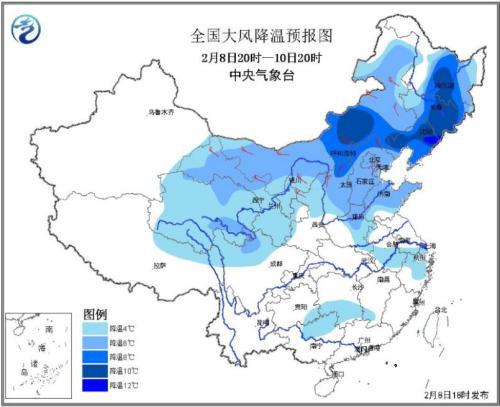 全国大风降温预报图
2月8日20时—10日20时
中央气象台
哈尔滨
长春
乌鲁木齐
沈阳
呼和浩特
北京
天津
银川
太原
石家庄
济南
西宁
兰州
郑州
西安
合肥
上海
杭州
拉萨
成都
武汉
重庆
南昌
长沙
贵阳
福州
台北
昆明
广州
南宁
香港
澳门
海口
南
海
诸
岛
图例
降温4℃
降温6℃
降温8℃
降温10℃
降温12℃
2月8日18时发布